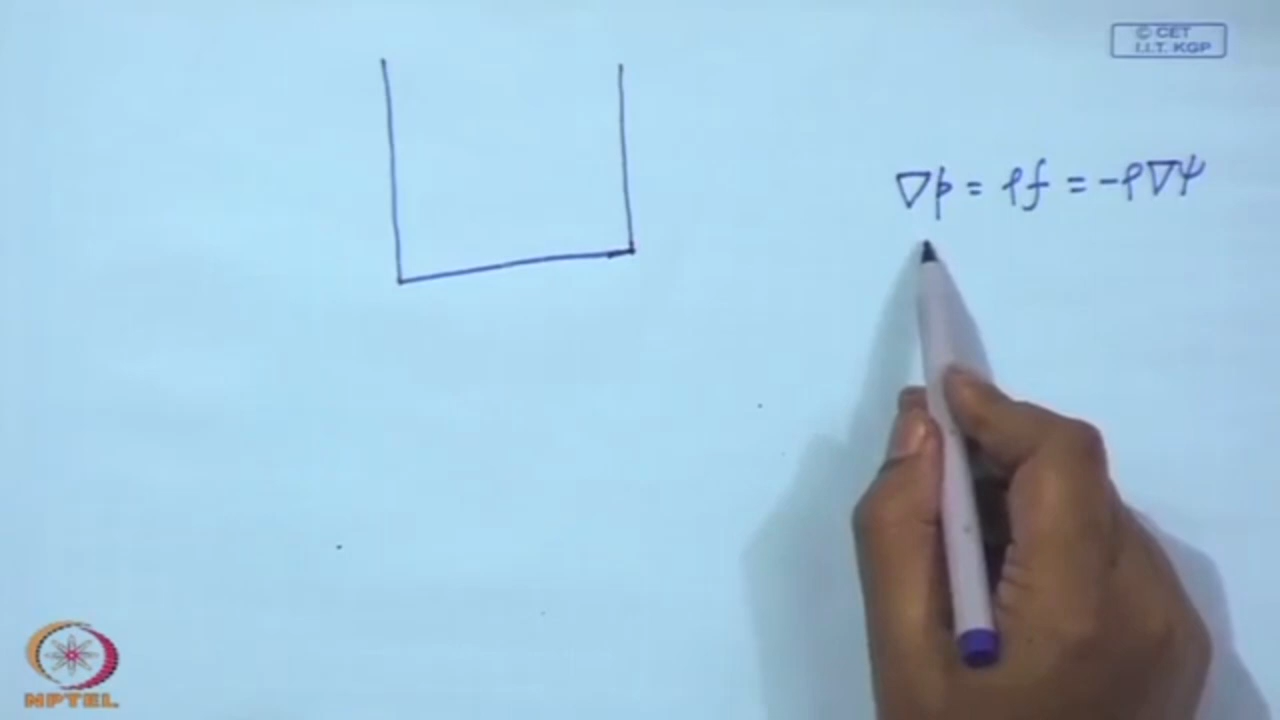 © CET
I.I.T. KGP
∇p = ρf = -ρ∇ψ
NPTEL